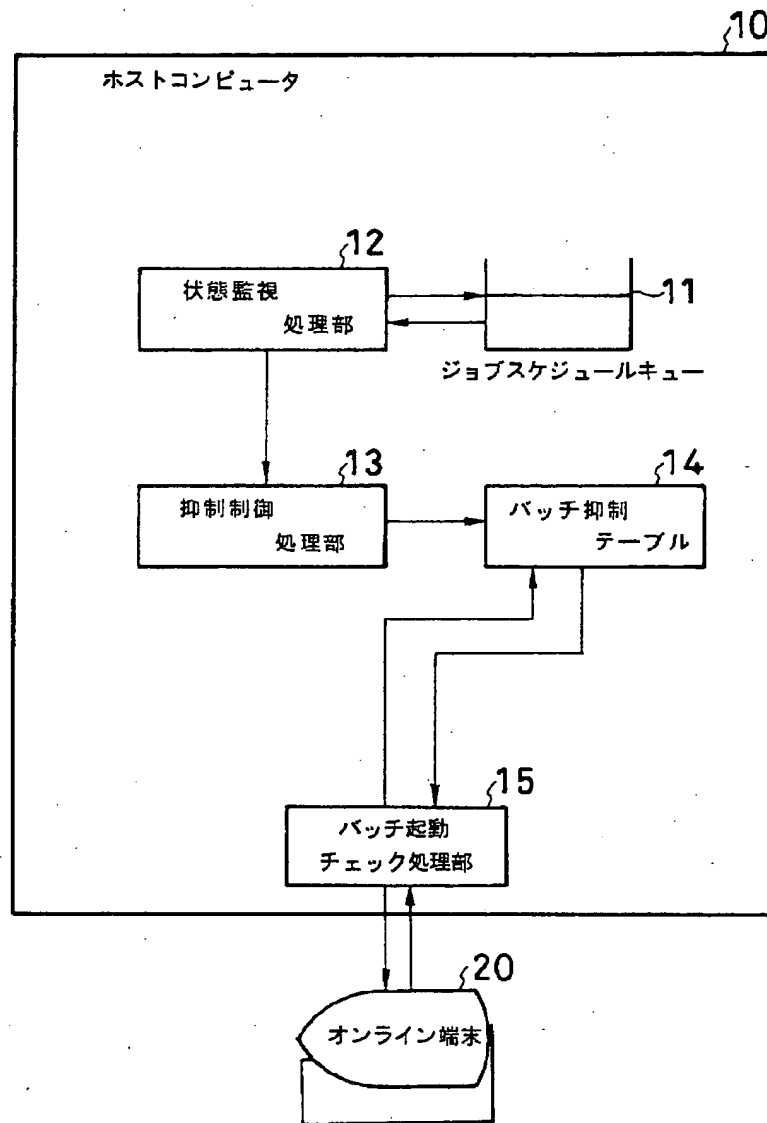 10
ホストコンピュータ
12
状態監視
処理部
11
ジョブスケジュールキュー
13
抑制制御
処理部
14
バッチ抑制
テーブル
15
バッチ起動
チェック処理部
20
オンライン端末